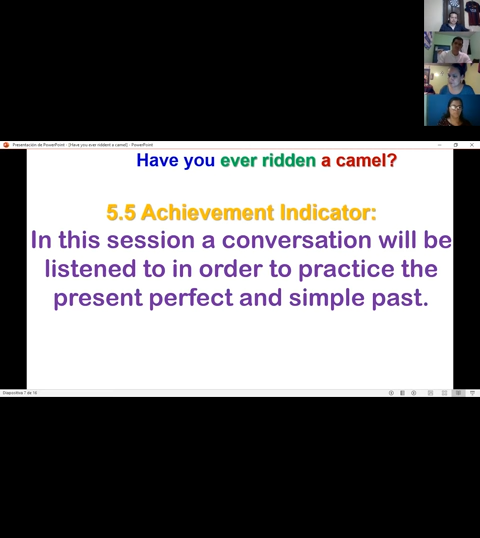 Presentación de PowerPoint - [Have you ever ridden a camel] - PowerPoint
Have you ever ridden a camel?
5.5 Achievement Indicator:
In this session a conversation will be
listened to in order to practice the
present perfect and simple past.
Diapositiva 7 de 16